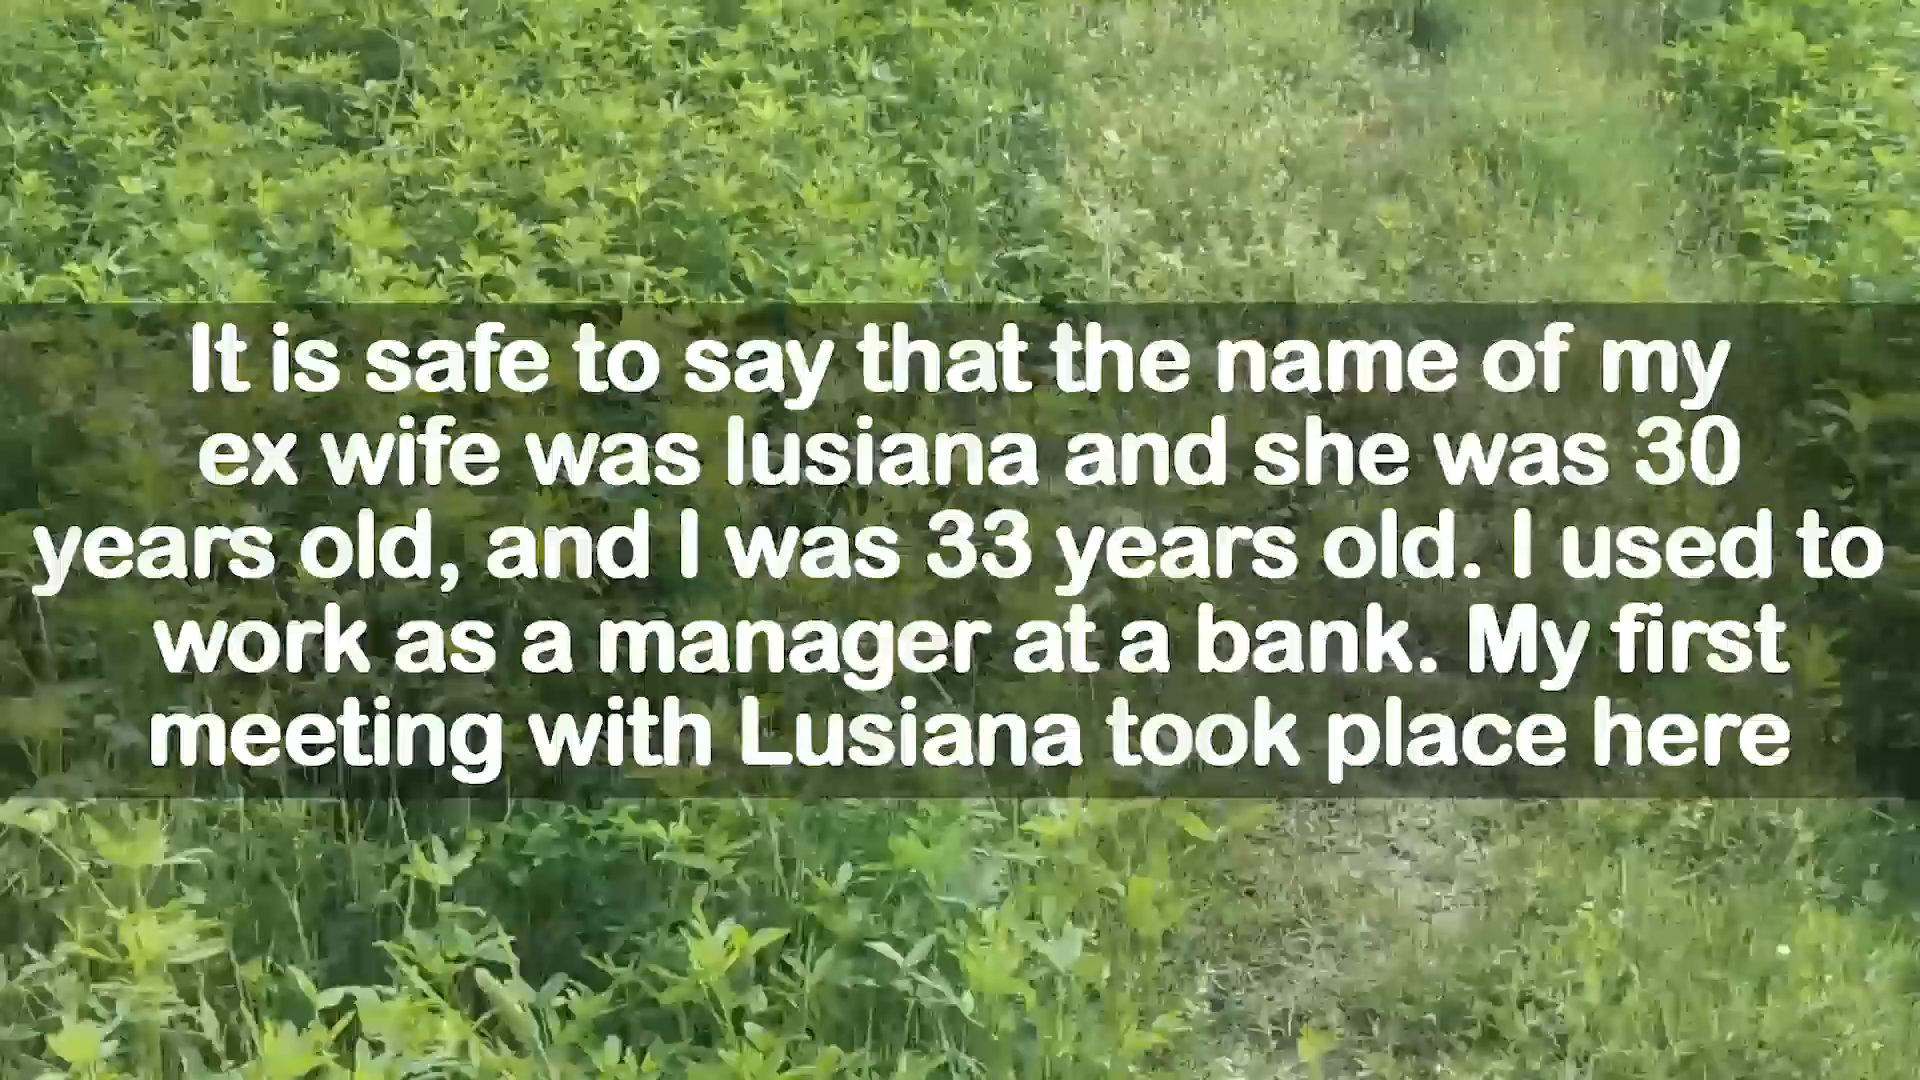 It is safe to say that the name of my
ex wife was lusiana and she was 30
years old, and I was 33 years old. I used to
work as a manager at a bank. My first
meeting with Lusiana took place here